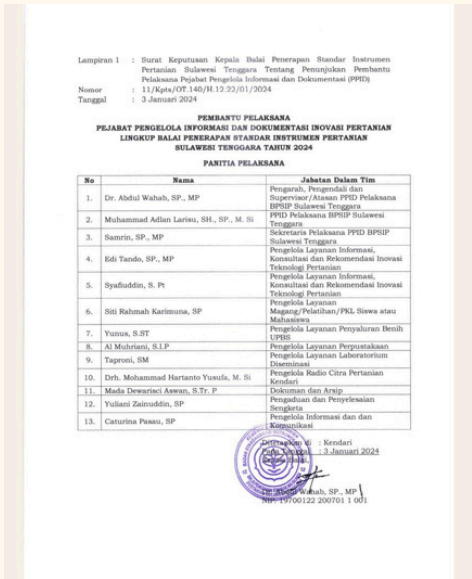 Lampiran 1 : Surat Keputusan Kepala Balai Penerapan Standar Instrumen
Pertanian Sulawesi Tenggara Tentang Penunjukan Pembantu
Pelaksana Pejabat Pengelola Informasi dan Dokumentasi (PPID)
Nomor : 11/Kpts/OT.140/H.12.22/01/2024
Tanggal : 3 Januari 2024
PEMBANTU PELAKSANA
PEJABAT PENGELOLA INFORMASI DAN DOKUMENTASI INOVASI PERTANIAN
LINGKUP BALAI PENERAPAN STANDAR INSTRUMEN PERTANIAN
SULAWESI TENGGARA TAHUN 2024
PANITIA PELAKSANA
No Nama Jabatan Dalam Tim
1. Dr. Abdul Wahab, SP., MP Pengarah, Pengendali dan
Supervisor/Atasan PPID Pelaksana
BPSIP Sulawesi Tenggara
2. Muhammad Adlan Larisu, SH., SP., M. Si PPID Pelaksana BPSIP Sulawesi
Tenggara
3. Samrin, SP., MP Sekretaris Pelaksana PPID BPSIP
Sulawesi Tenggara
4. Edi Tando, SP., MP Pengelola Layanan Informasi,
Konsultasi dan Rekomendasi Inovasi
Teknologi Pertanian
5. Syafiuddin, S. Pt Pengelola Layanan Informasi,
Konsultasi dan Rekomendasi Inovasi
Teknologi Pertanian
6. Siti Rahmah Karimuna, SP Pengelola Layanan
Magang/Pelatihan/PKL Siswa atau
Mahasiswa
7. Yunus, S.ST Pengelola Layanan Penyaluran Benih
UPBS
8. Al Muhriani, S.I.P Pengelola Layanan Perpustakaan
9. Taproni, SM Pengelola Layanan Laboratorium
Diseminasi
10. Drh. Mohammad Hartanto Yusufa, M. Si Pengelola Radio Citra Pertanian
Kendari
11. Mada Dewarisci Aswan, S.Tr. P Dokuman dan Arsip
12. Yuliani Zainuddin, SP Pengaduan dan Penyelesaian
Sengketa
13. Caturina Pasau, SP Pengelola Informasi dan dan
Komunikasi
Ditetapkan di : Kendari
Pada Tanggal : 3 Januari 2024
Kepala Balai
Dr. Abdul Wahab, SP., MP
NIP. 19700122 200701 1 001